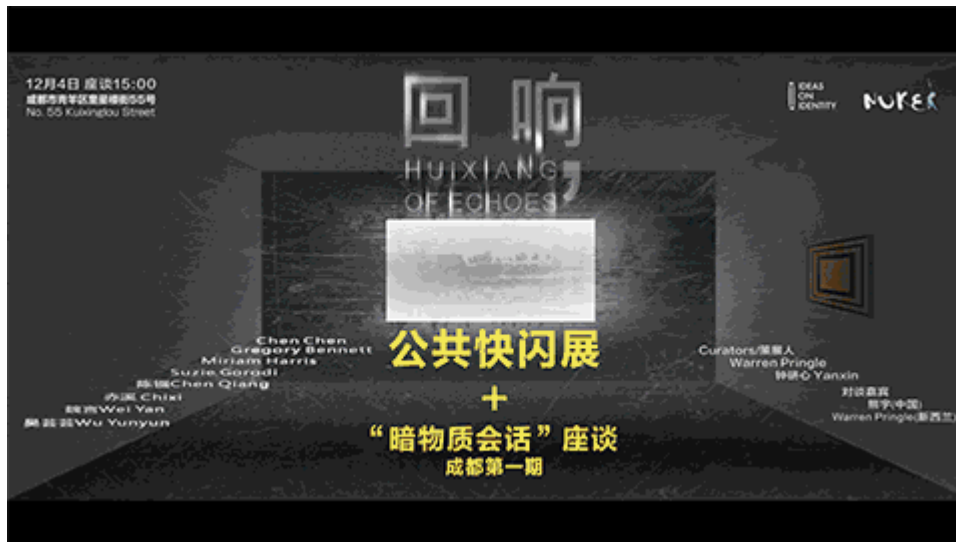 12月4日 座谈15:00
成都市青羊区奎星楼街55号
No. 55 Kuixinglou Street
回响
HUIXIANG
OF ECHOES
IDEAS
ON
IDENTITY
NUKER
公共快闪展
+
“暗物质会话”座谈
成都第一期
Chen Chen
Gregory Bennett
Miriam Harris
Suzie Gorodi
陈强Chen Qiang
赤溪 Chixi
魏言Wei Yan
吴芸芸Wu Yunyun
Curators/策展人
Warren Pringle
钟研心 Yanxin
对谈嘉宾
熊宇(中国)
Warren Pringle(新西兰)